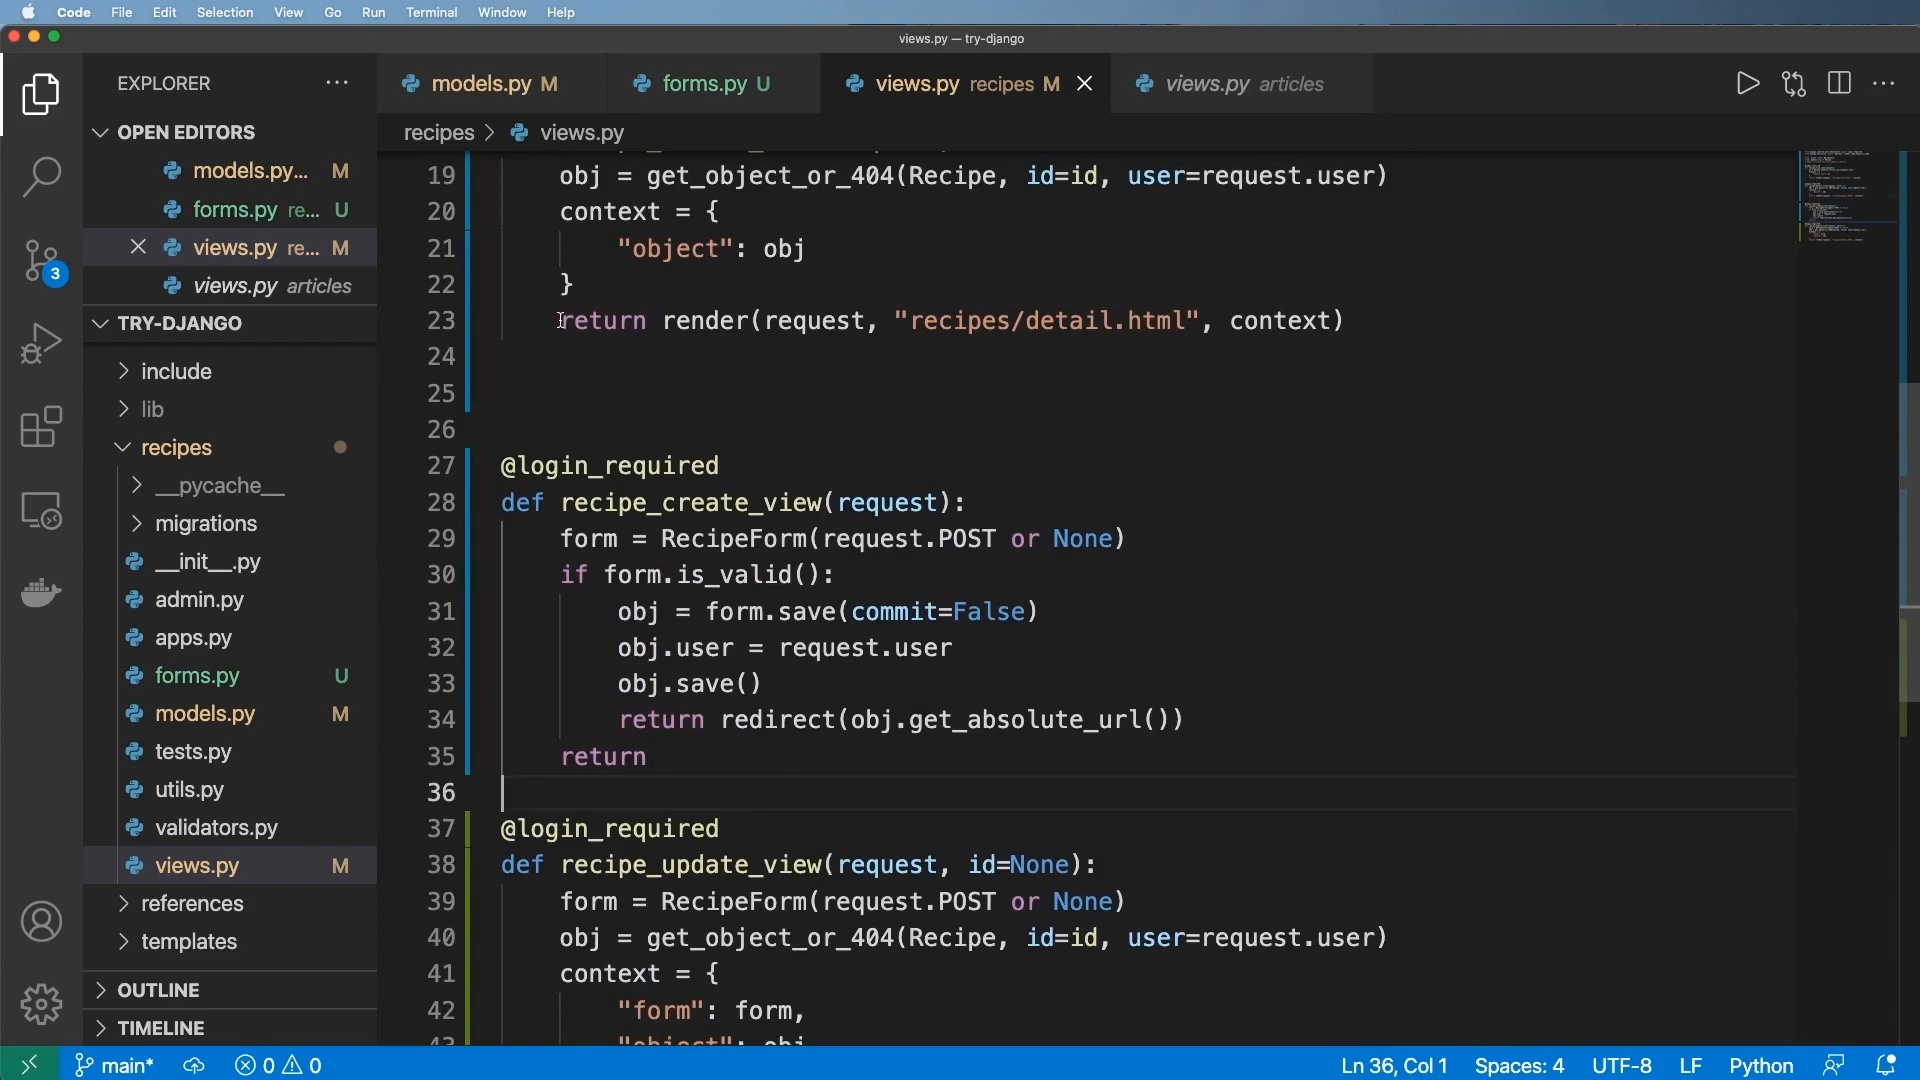 Code File Edit Selection View Go Run Terminal Window Help
views.py — try-django
EXPLORER
models.py M
forms.py U
views.py recipes M
views.py articles
OPEN EDITORS
recipes > views.py
models.py... M
forms.py re... U
views.py re... M
views.py articles
TRY-DJANGO
include
lib
recipes
__pycache__
migrations
__init__.py
admin.py
apps.py
forms.py U
models.py M
tests.py
utils.py
validators.py
views.py M
references
templates
OUTLINE
TIMELINE
3
19 obj = get_object_or_404(Recipe, id=id, user=request.user)
20 context = {
21 "object": obj
22 }
23 return render(request, "recipes/detail.html", context)
24
25
26
27 @login_required
28 def recipe_create_view(request):
29 form = RecipeForm(request.POST or None)
30 if form.is_valid():
31 obj = form.save(commit=False)
32 obj.user = request.user
33 obj.save()
34 return redirect(obj.get_absolute_url())
35 return
36
37 @login_required
38 def recipe_update_view(request, id=None):
39 form = RecipeForm(request.POST or None)
40 obj = get_object_or_404(Recipe, id=id, user=request.user)
41 context = {
42 "form": form,
43 "object": obj
main* 0 0 Ln 36, Col 1 Spaces: 4 UTF-8 LF Python